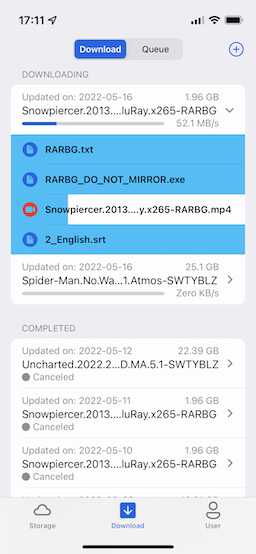 17:11
Download
Queue
DOWNLOADING
Updated on: 2022-05-16
1.96 GB
Snowpiercer.2013....luRay.x265-RARBG
52.1 MB/s
RARBG.txt
RARBG_DO_NOT_MIRROR.exe
Snowpiercer.2013....y.x265-RARBG.mp4
2_English.srt
Updated on: 2022-05-16
25.1 GB
Spider-Man.No.Wa...1.Atmos-SWTYBLZ
Zero KB/s
COMPLETED
Updated on: 2022-05-12
22.39 GB
Uncharted.2022.2...D.MA.5.1-SWTYBLZ
Canceled
Updated on: 2022-05-11
1.96 GB
Snowpiercer.2013....luRay.x265-RARBG
Canceled
Updated on: 2022-05-10
1.96 GB
Snowpiercer.2013....luRay.x265-RARBG
Canceled
Storage
Download
User